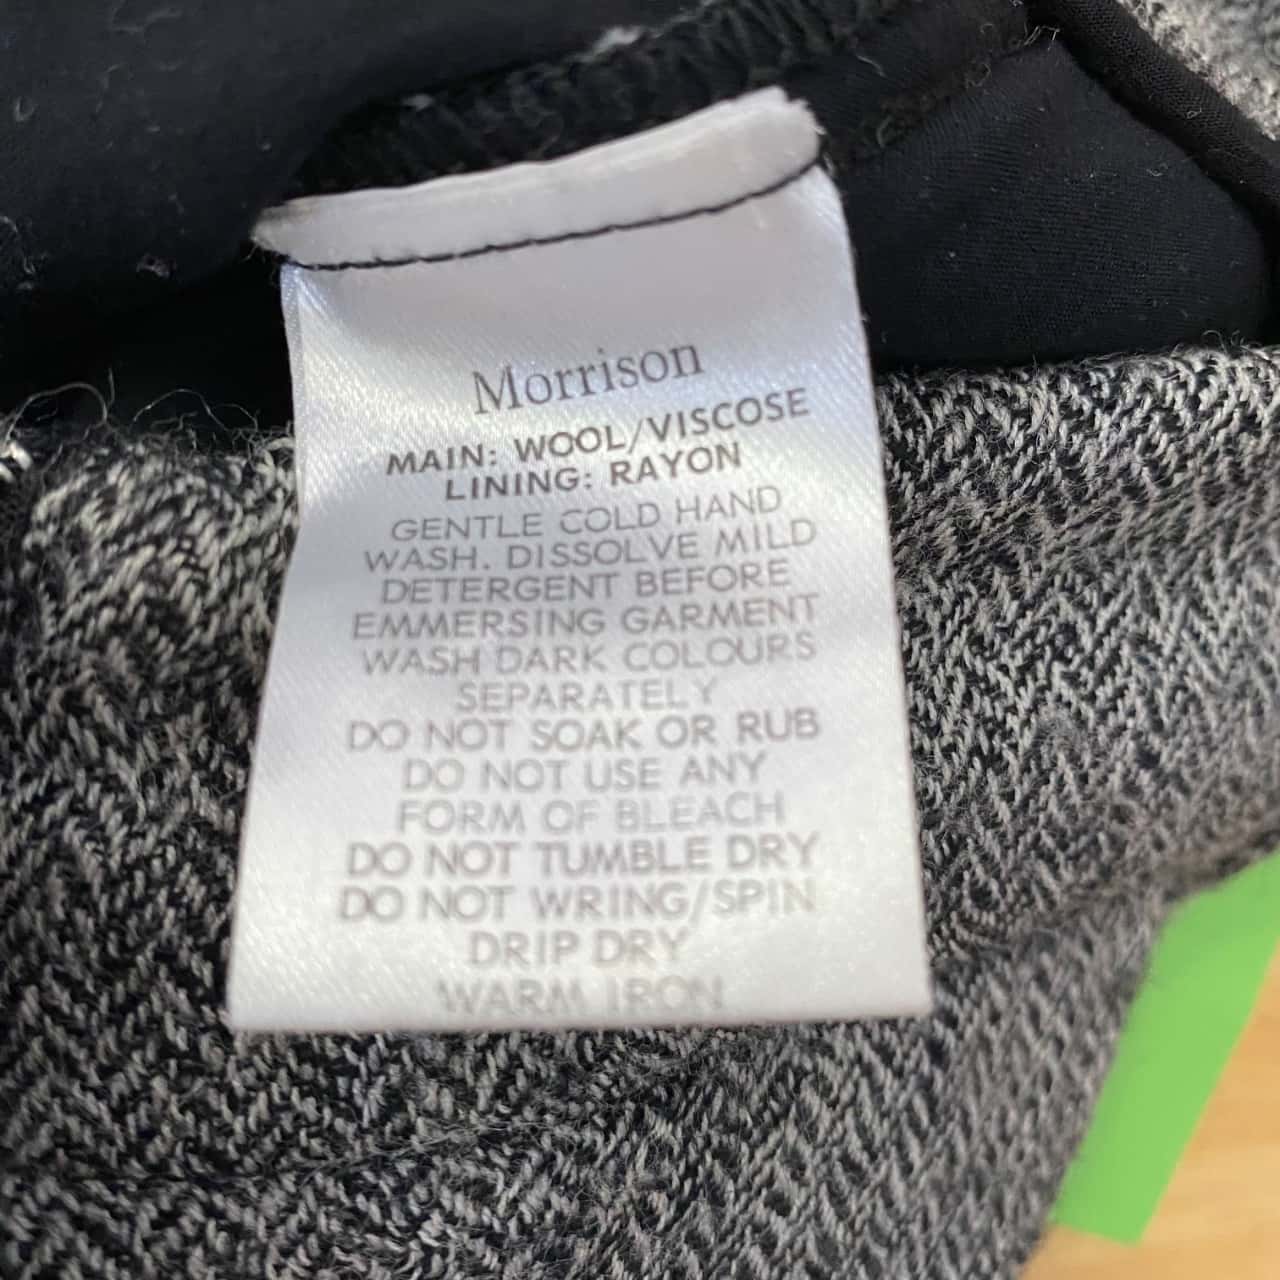 Morrison
MAIN: WOOL/VISCOSE
LINING: RAYON
GENTLE COLD HAND
WASH. DISSOLVE MILD
DETERGENT BEFORE
EMMERSING GARMENT
WASH DARK COLOURS
SEPARATELY
DO NOT SOAK OR RUB
DO NOT USE ANY
FORM OF BLEACH
DO NOT TUMBLE DRY
DO NOT WRING/SPIN
DRIP DRY
WARM IRON